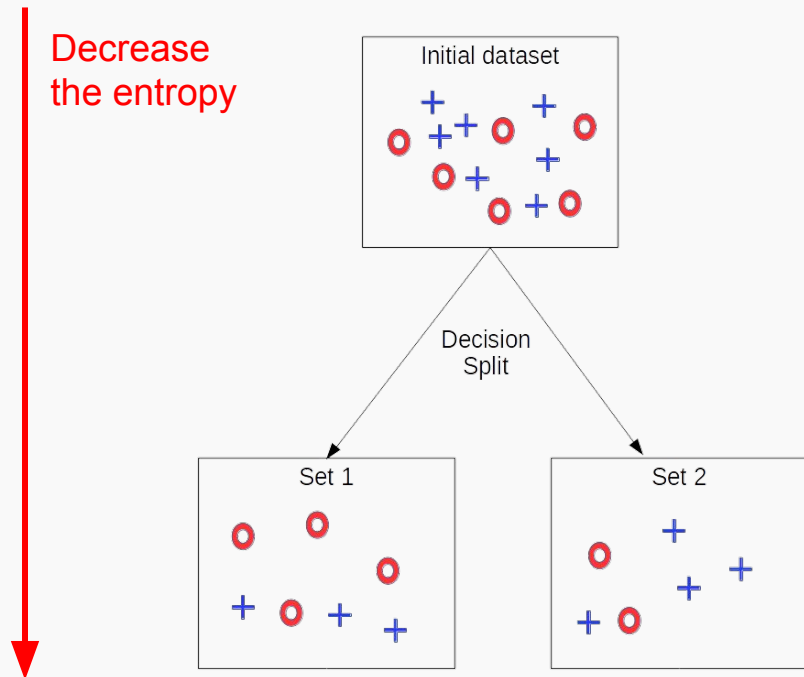 Decrease
the entropy
Initial dataset
Decision
Split
Set 1
Set 2